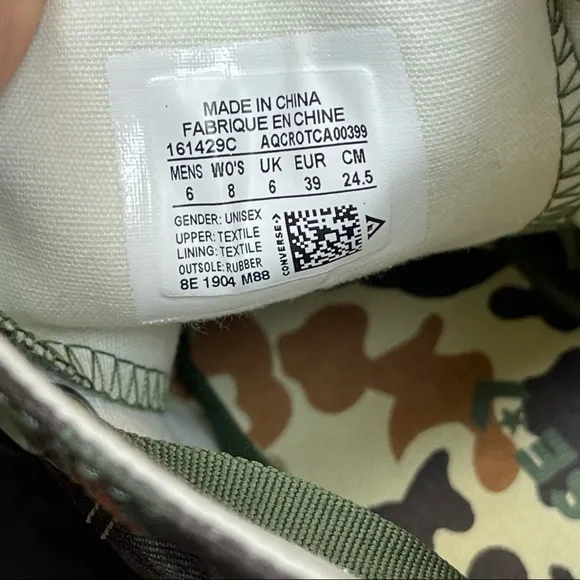 MADE IN CHINA
FABRIQUE EN CHINE
161429C AQCROTCA00399
MENS WO'S UK EUR CM
6 8 6 39 24.5
GENDER: UNISEX
UPPER: TEXTILE
LINING: TEXTILE
OUTSOLE: RUBBER
8E 1904 M88
CONVERSE